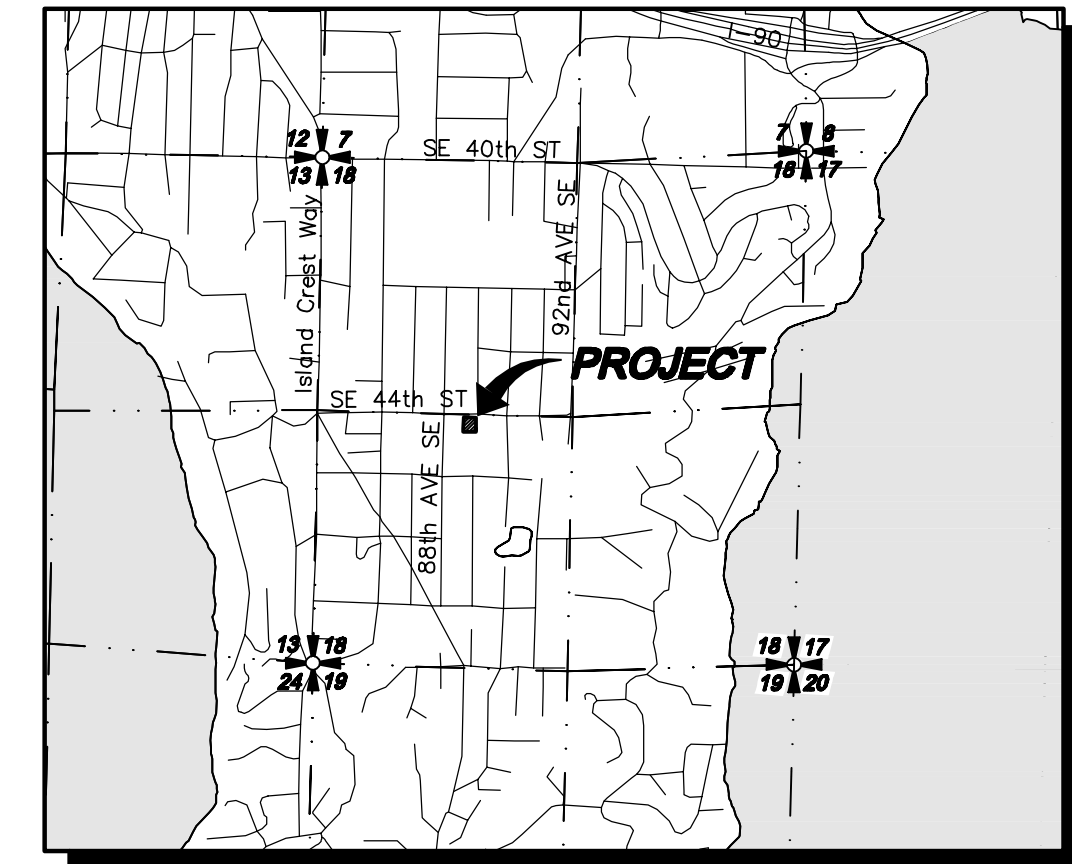 I-90
12 7
13 18
SE 40th ST
7 8
18 17
Island Crest Way
92nd AVE SE
PROJECT
SE 44th ST
88th AVE SE
13 18
24 19
18 17
19 20